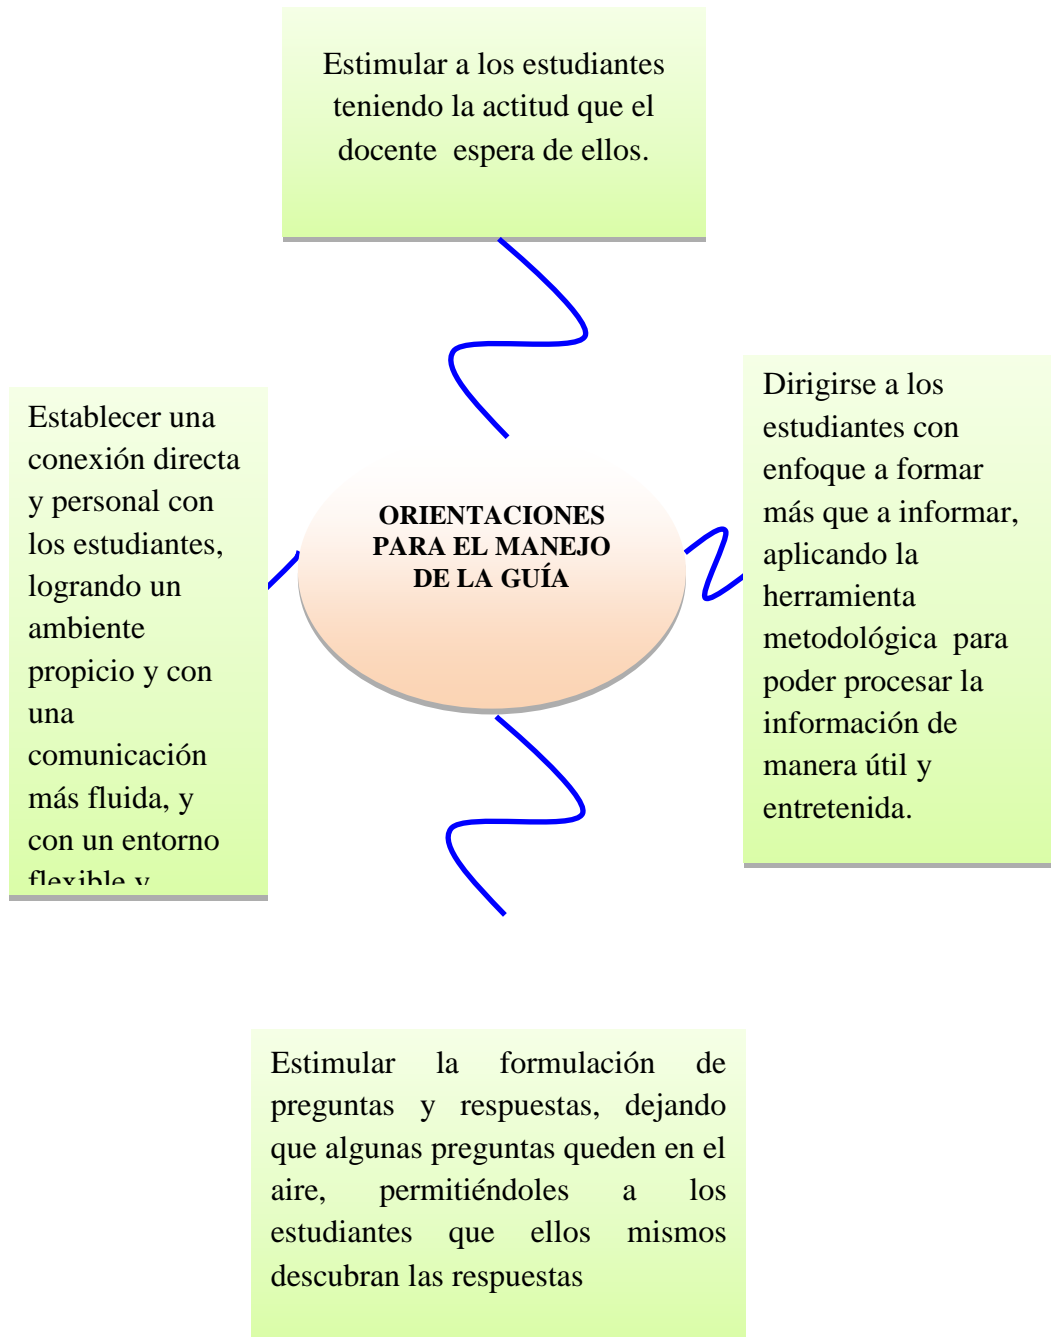 Estimular a los estudiantes
teniendo la actitud que el
docente espera de ellos.
Establecer una
conexión directa
y personal con
los estudiantes,
logrando un
ambiente
propicio y con
una
comunicación
más fluida, y
con un entorno
flexible y
ORIENTACIONES
PARA EL MANEJO
DE LA GUÍA
Dirigirse a los
estudiantes con
enfoque a formar
más que a informar,
aplicando la
herramienta
metodológica para
poder procesar la
información de
manera útil y
entretenida.
Estimular la formulación de
preguntas y respuestas, dejando
que algunas preguntas queden en el
aire, permitiéndoles a los
estudiantes que ellos mismos
descubran las respuestas